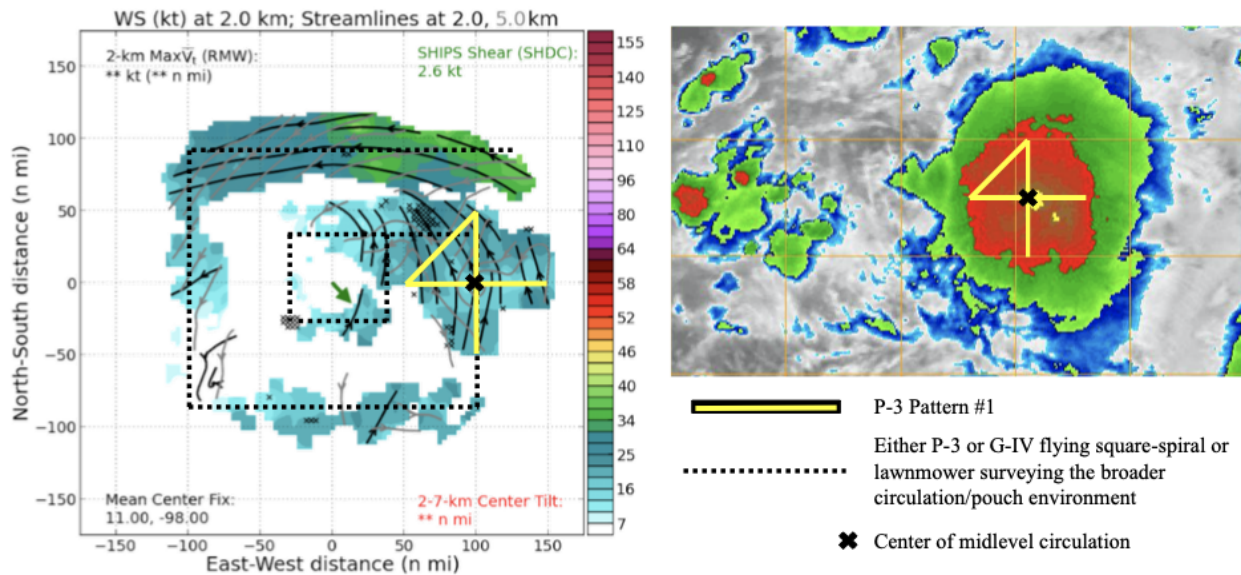 WS (kt) at 2.0 km; Streamlines at 2.0, 5.0km
2-km Max V̅t (RMW):
** kt (** n mi)
SHIPS Shear (SHDC):
2.6 kt
North-South distance (n mi)
150
100
50
0
−50
−100
−150
Mean Center Fix:
11.00, -98.00
2-7-km Center Tilt:
** n mi
−150 −100 −50 0 50 100 150
East-West distance (n mi)
155
140
125
110
96
80
64
58
52
46
40
34
25
16
7
P-3 Pattern #1
Either P-3 or G-IV flying square-spiral or
lawnmower surveying the broader
circulation/pouch environment
Center of midlevel circulation